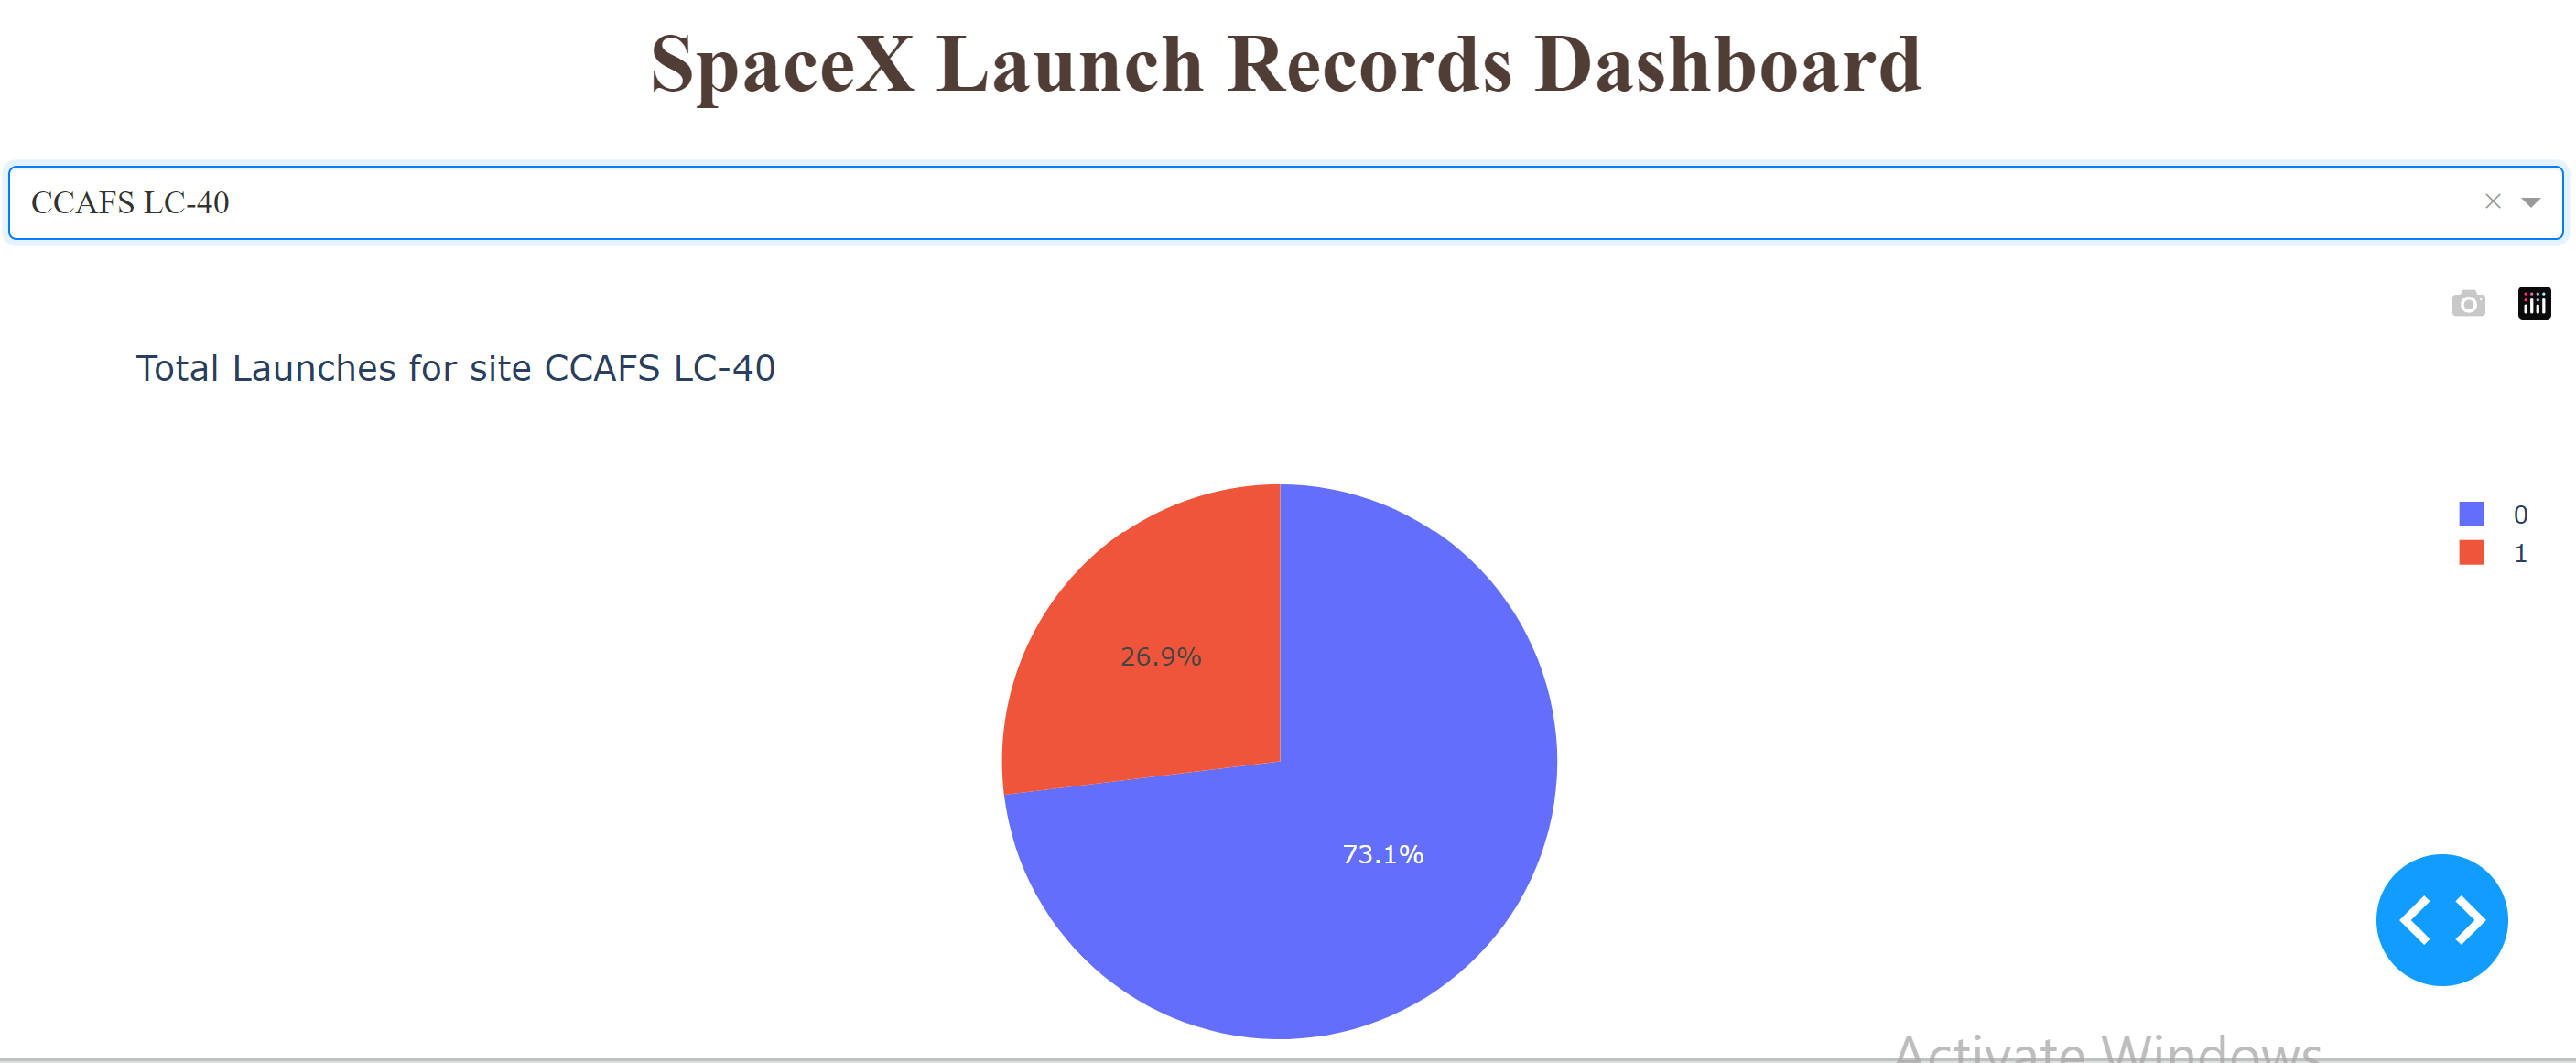 SpaceX Launch Records Dashboard
CCAFS LC-40
Total Launches for site CCAFS LC-40
0
1
26.9%
73.1%
Activate Windows